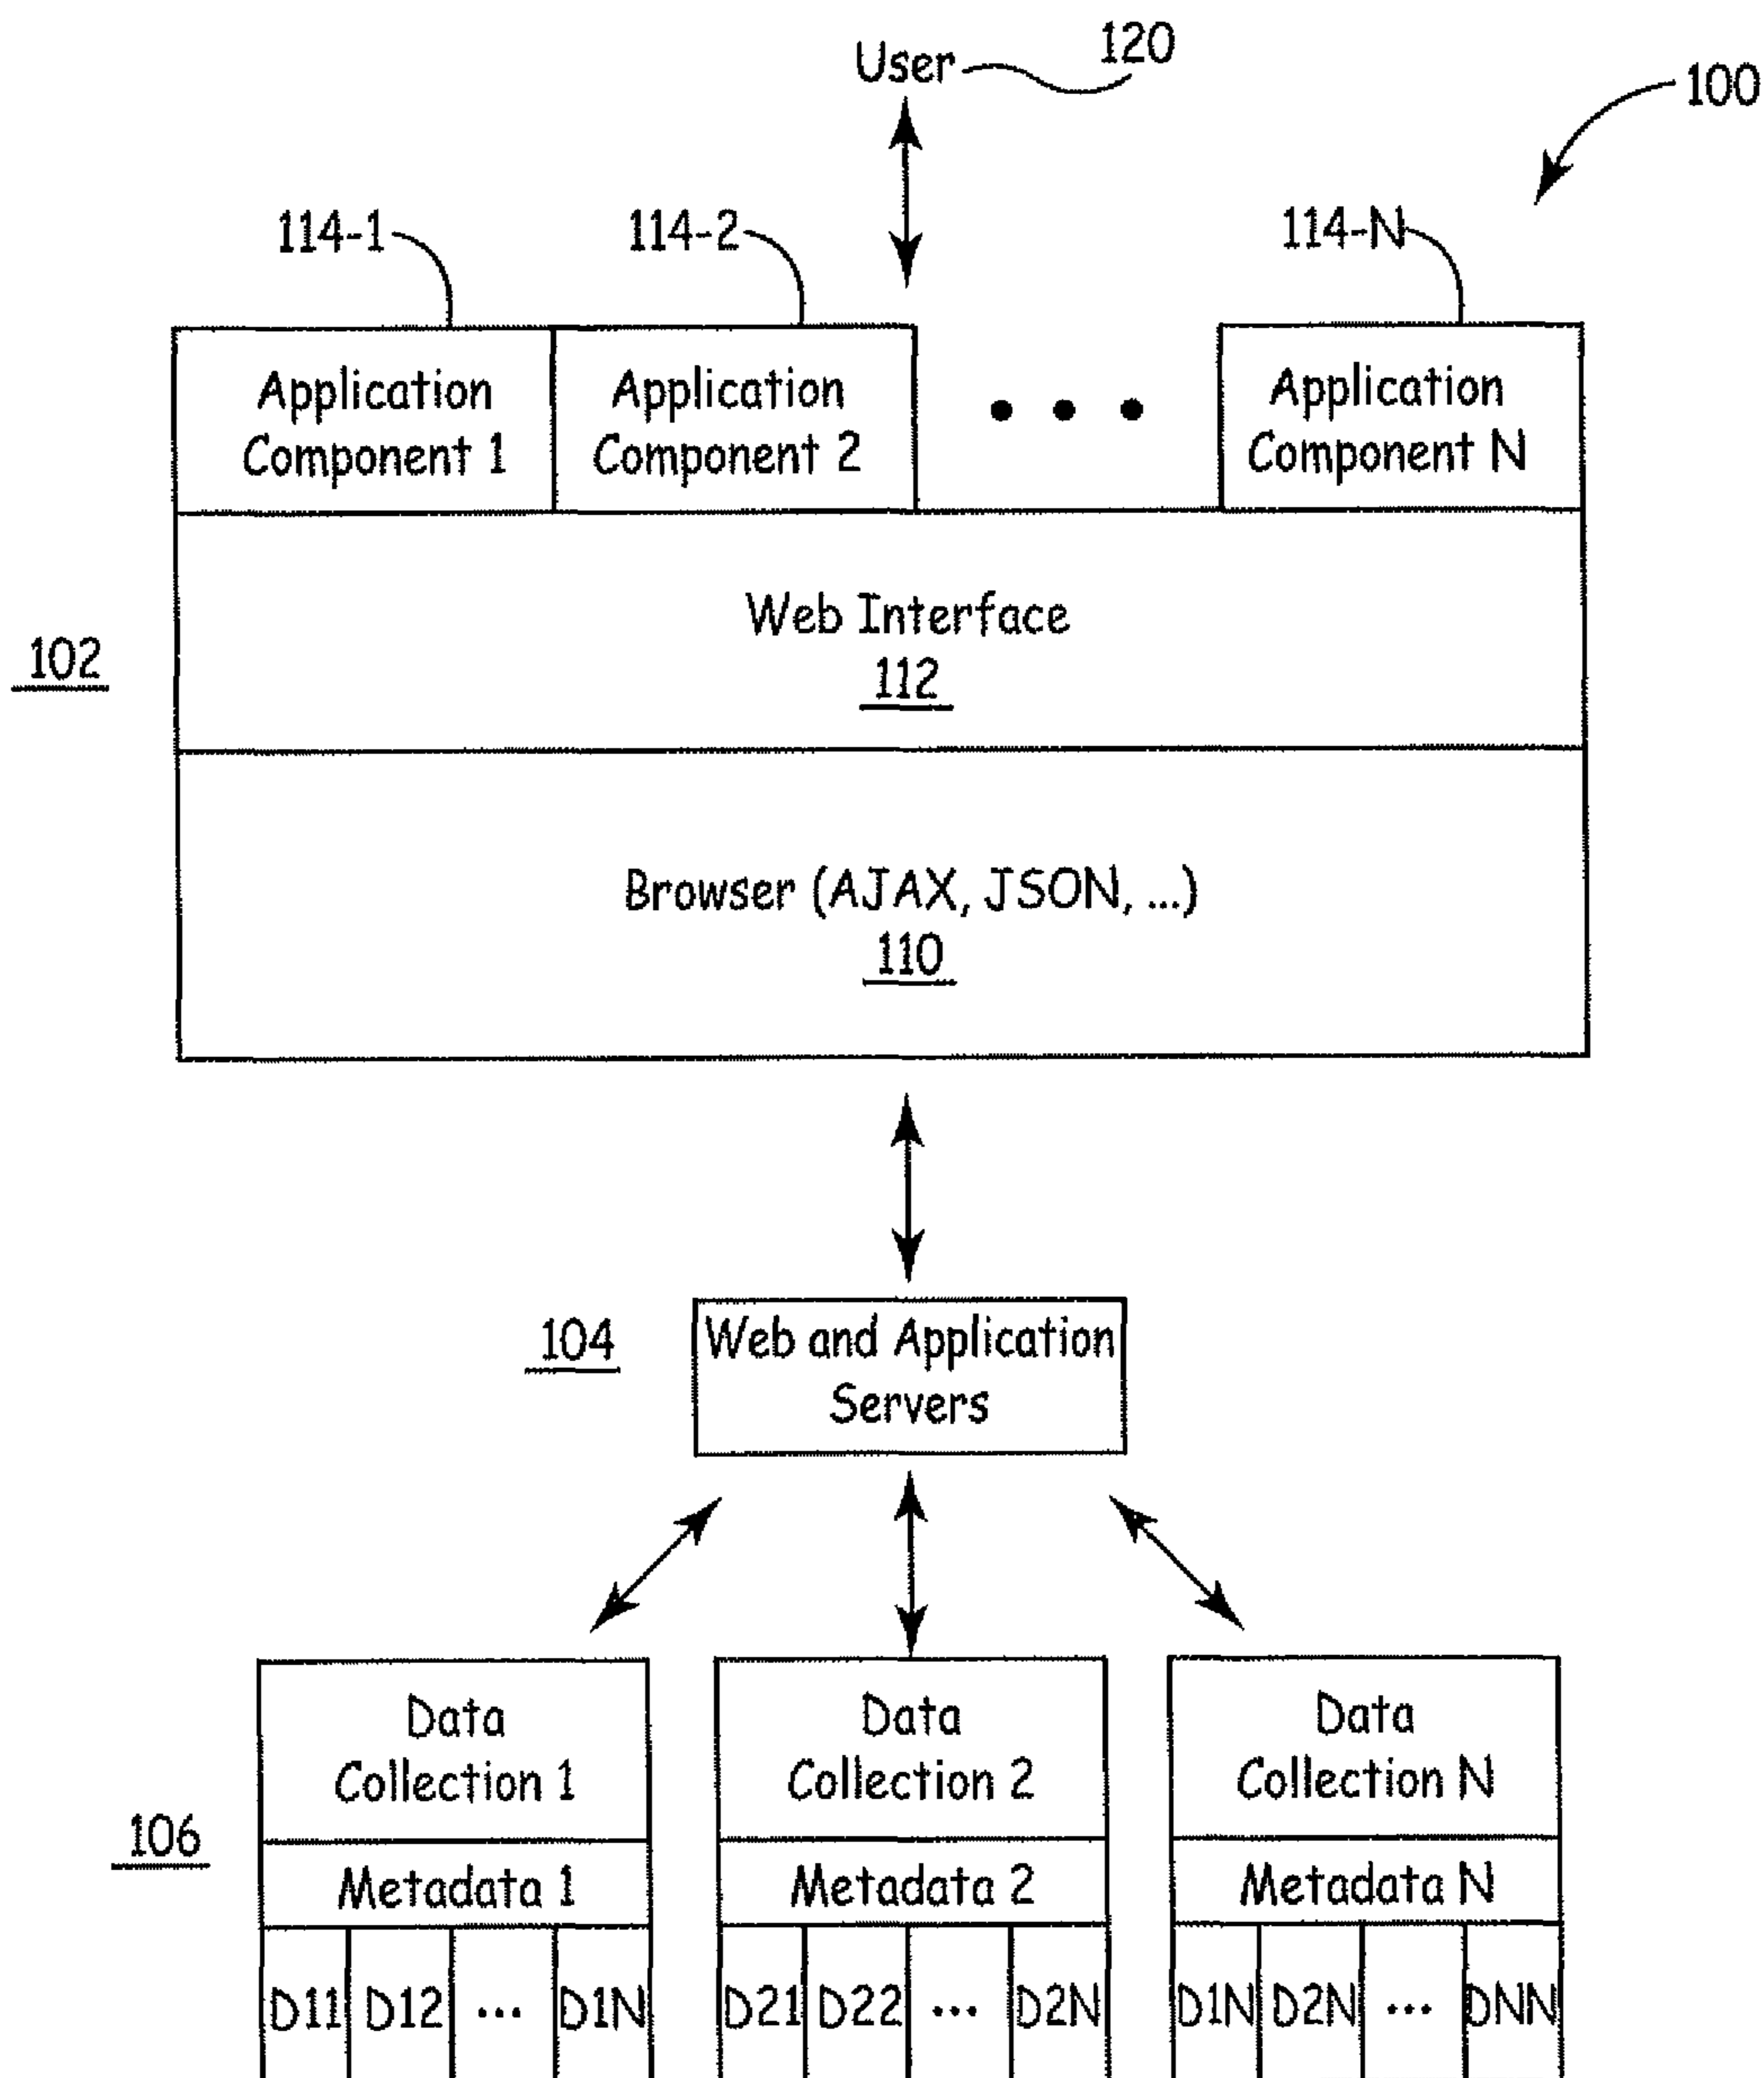 User 120
100
114-1 114-2 114-N
Application Component 1
Application Component 2
• • •
Application Component N
Web Interface
112
102
Browser (AJAX, JSON, ...)
110
104
Web and Application
Servers
Data
Collection 1
Data
Collection 2
Data
Collection N
106
Metadata 1
Metadata 2
Metadata N
D11 D12 ... D1N
D21 D22 ... D2N
D1N D2N ... DNN